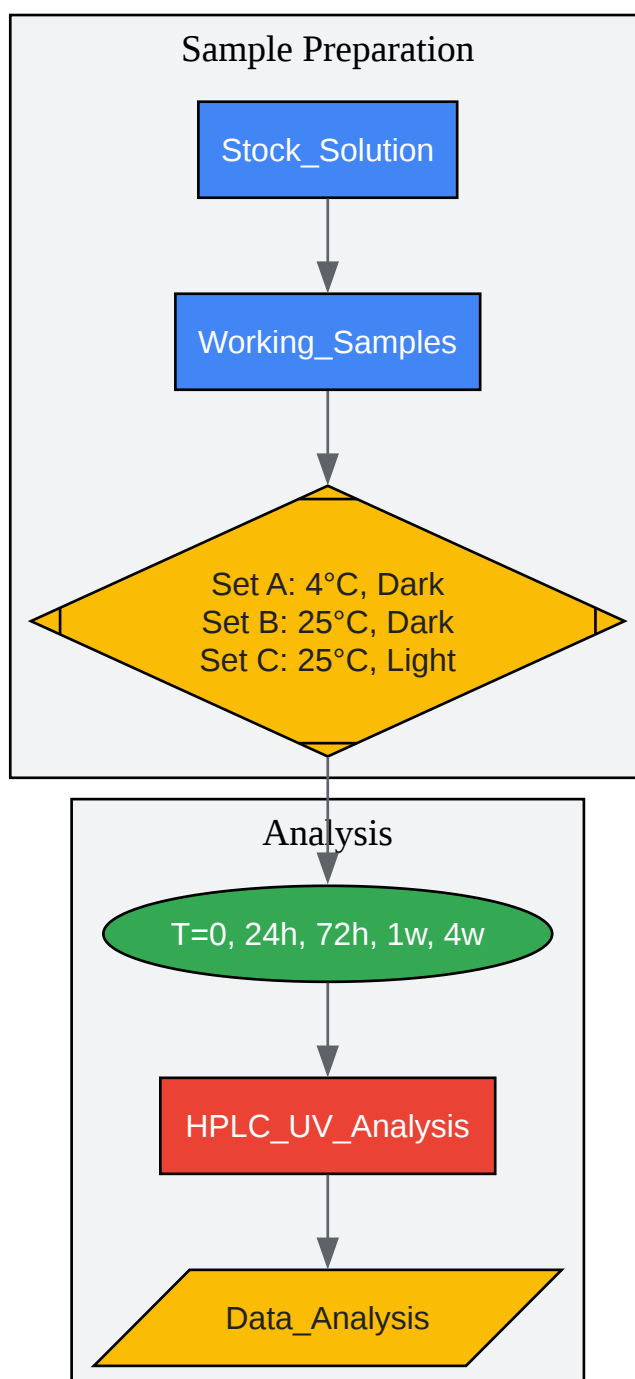 Sample Preparation
Stock_Solution
Working_Samples
Set A: 4°C, Dark
Set B: 25°C, Dark
Set C: 25°C, Light
Analysis
T=0, 24h, 72h, 1w, 4w
HPLC_UV_Analysis
Data_Analysis